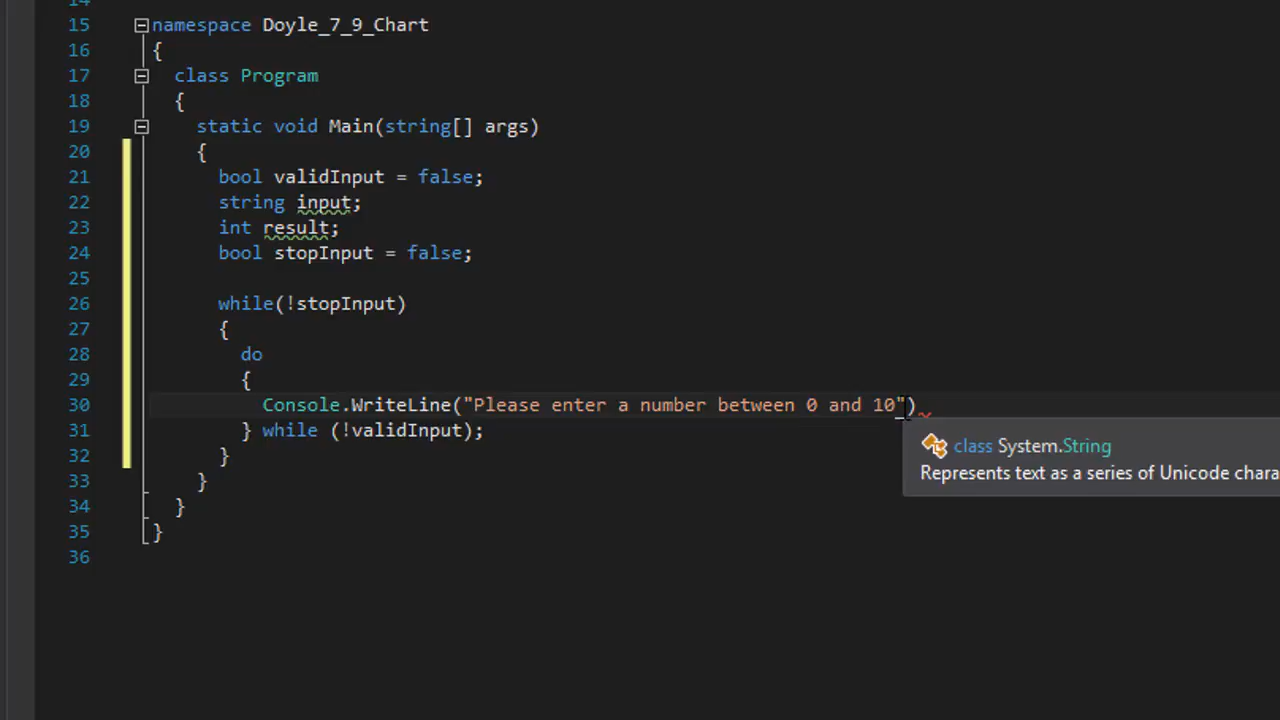 14
15 namespace Doyle_7_9_Chart
16 {
17 class Program
18 {
19 static void Main(string[] args)
20 {
21 bool validInput = false;
22 string input;
23 int result;
24 bool stopInput = false;
25
26 while(!stopInput)
27 {
28 do
29 {
30 Console.WriteLine("Please enter a number between 0 and 10")
31 } while (!validInput);
32 }
33 }
34 }
35 }
36
class System.String
Represents text as a series of Unicode chara